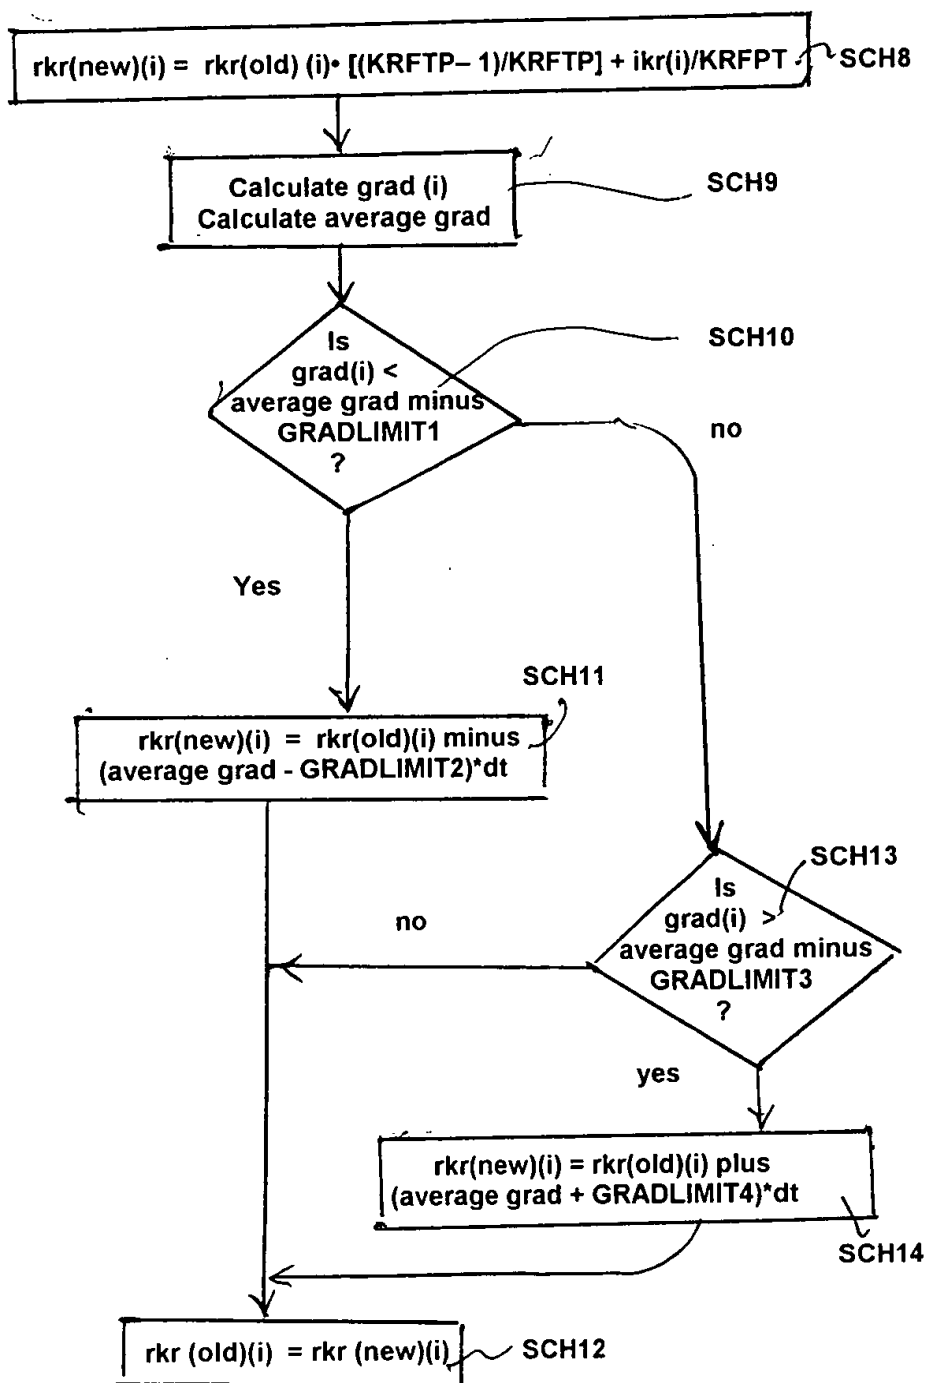 rkr(new)(i) = rkr(old) (i)• [(KRFTP– 1)/KRFTP] + ikr(i)/KRFPT
SCH8
Calculate grad (i)
Calculate average grad
SCH9
Is
grad(i) <
average grad minus
GRADLIMIT1
?
SCH10
no
Yes
SCH11
rkr(new)(i) = rkr(old)(i) minus
(average grad - GRADLIMIT2)*dt
SCH13
Is
grad(i) >
average grad minus
GRADLIMIT3
?
no
yes
rkr(new)(i) = rkr(old)(i) plus
(average grad + GRADLIMIT4)*dt
SCH14
rkr (old)(i) = rkr (new)(i)
SCH12